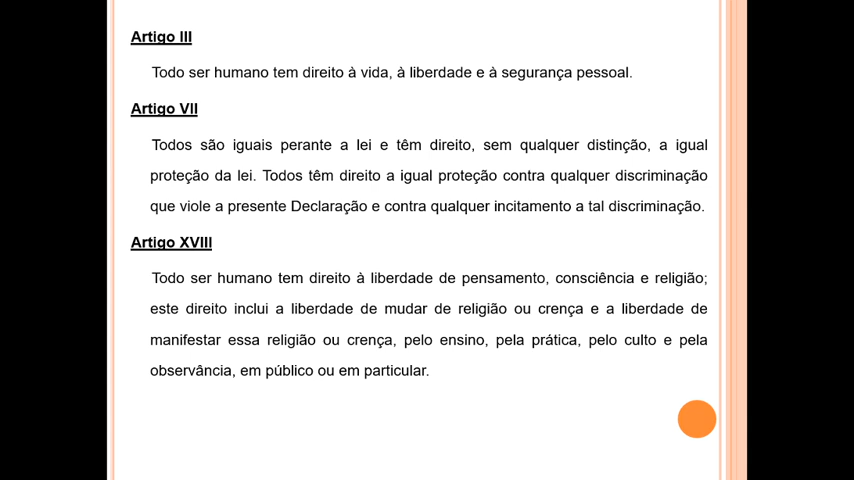 Artigo III
Todo ser humano tem direito à vida, à liberdade e à segurança pessoal.
Artigo VII
Todos são iguais perante a lei e têm direito, sem qualquer distinção, a igual
proteção da lei. Todos têm direito a igual proteção contra qualquer discriminação
que viole a presente Declaração e contra qualquer incitamento a tal discriminação.
Artigo XVIII
Todo ser humano tem direito à liberdade de pensamento, consciência e religião;
este direito inclui a liberdade de mudar de religião ou crença e a liberdade de
manifestar essa religião ou crença, pelo ensino, pela prática, pelo culto e pela
observância, em público ou em particular.